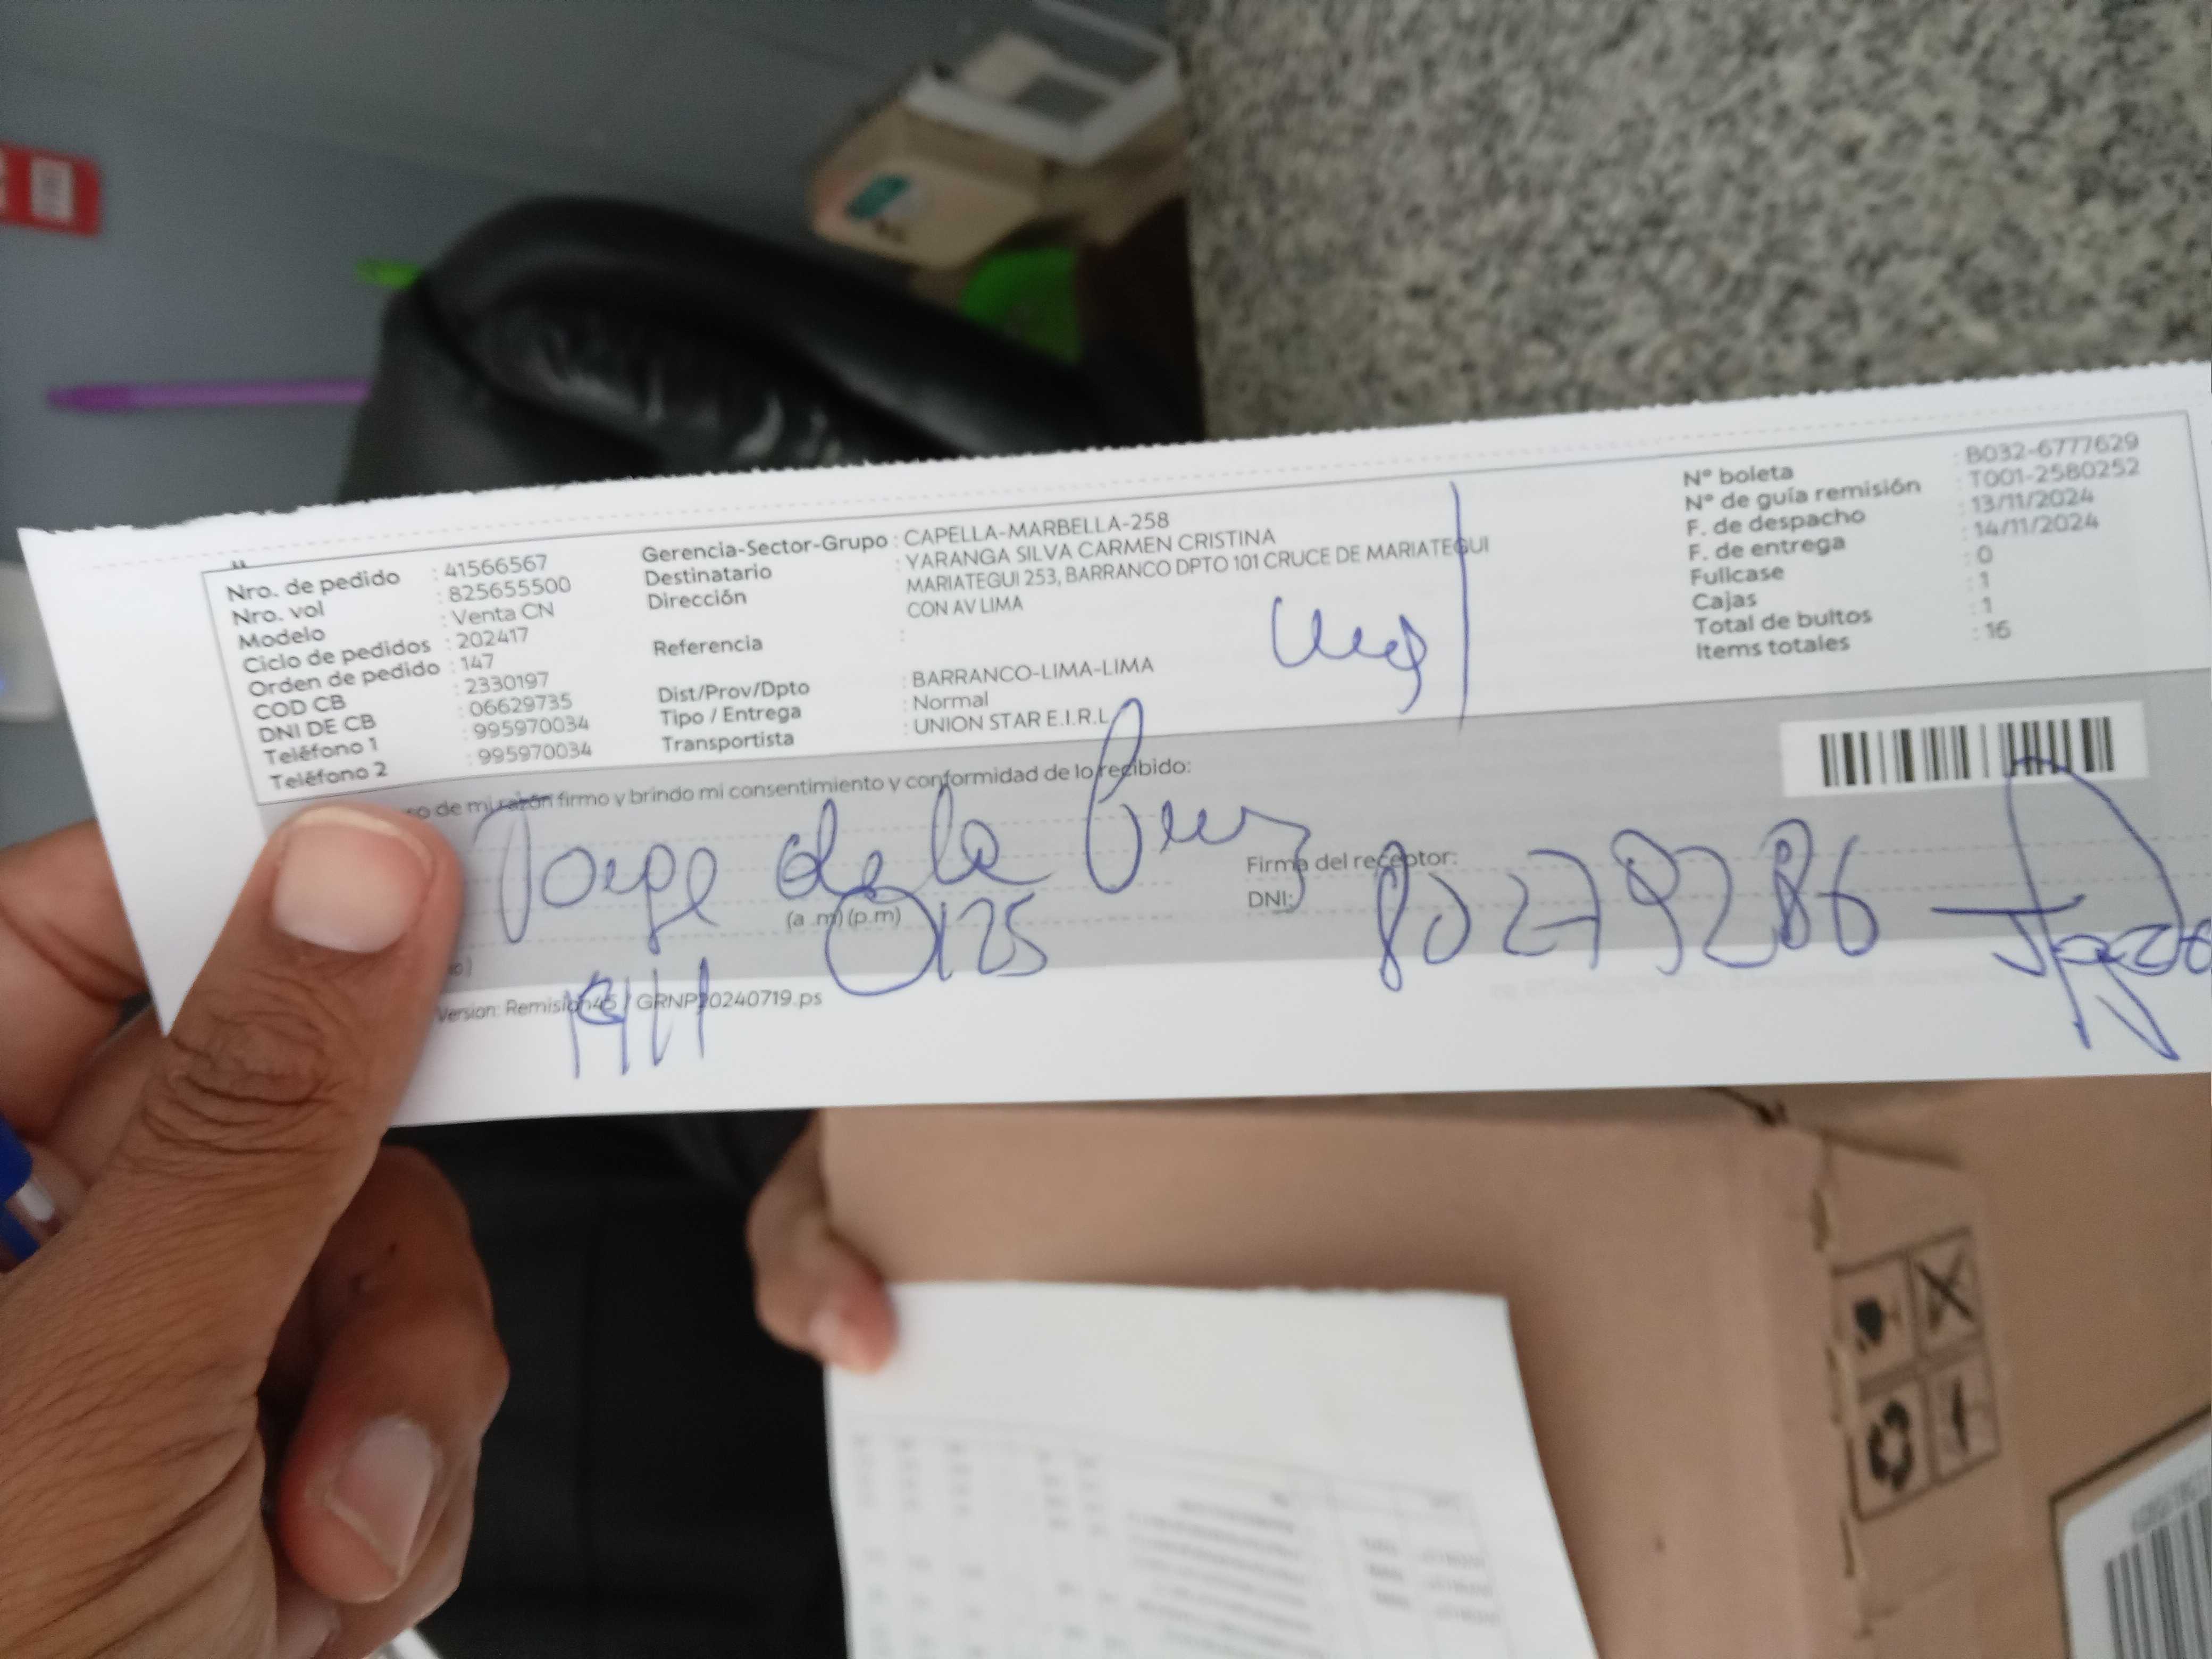 Nro. de pedido : 41566567
Nro. vol : 825655500
Modelo : Venta CN
Ciclo de pedidos : 202417
Orden de pedido : 147
COD CB : 2330197
DNI DE CB : 06629735
Teléfono 1 : 995970034
Teléfono 2 : 995970034
Gerencia-Sector-Grupo : CAPELLA-MARBELLA-258
Destinatario : YARANGA SILVA CARMEN CRISTINA
Dirección MARIATEGUI 253, BARRANCO DPTO 101 CRUCE DE MARIATEGUI
CON AV LIMA
Referencia :
Dist/Prov/Dpto : BARRANCO-LIMA-LIMA
Tipo / Entrega : Normal
Transportista : UNION STAR E.I.R.L
N° boleta : B032-6777629
N° de guía remisión : T001-2580252
F. de despacho : 13/11/2024
F. de entrega : 14/11/2024
Fullcase : 0
Cajas : 1
Total de bultos : 1
Items totales : 16
de mi razón firmo y brindo mi consentimiento y conformidad de lo recibido:
Jorge de la Cruz
Firma del receptor:
DNI: 80279286
(a .m) (p.m)
Version: Remision45 / GRNP20240719.ps